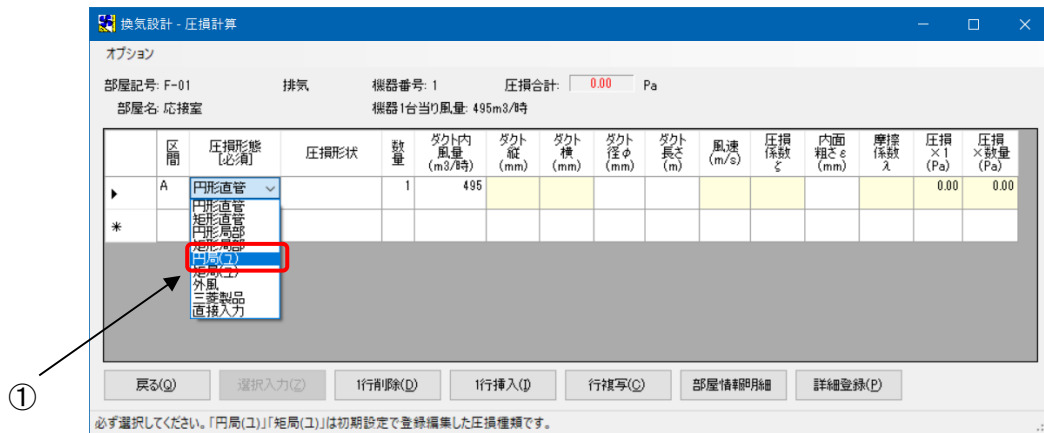 換気設計 - 圧損計算
オプション
部屋記号: F-01 排気 機器番号: 1 圧損合計: 0.00 Pa
部屋名: 応接室 機器1台当り風量: 495m3/時
区間 圧損形態[必須] 圧損形状 数量 ダクト内風量(m3/時) ダクト縦(mm) ダクト横(mm) ダクト径φ(mm) ダクト長さ(m) 風速(m/s) 圧損係数ζ 内面粗さε(mm) 摩擦係数λ 圧損×1(Pa) 圧損×数量(Pa)
A 円形直管 1 495 0.00 0.00
円形直管
矩形直管
円形局部
矩形局部
円局(ユ)
矩局(ユ)
外風
三菱製品
直接入力
①
戻る(Q) 選択入力(Z) 1行削除(D) 1行挿入(I) 行複写(C) 部屋情報明細 詳細登録(P)
必ず選択してください。「円局(ユ)」「矩局(ユ)」は初期設定で登録編集した圧損種類です。